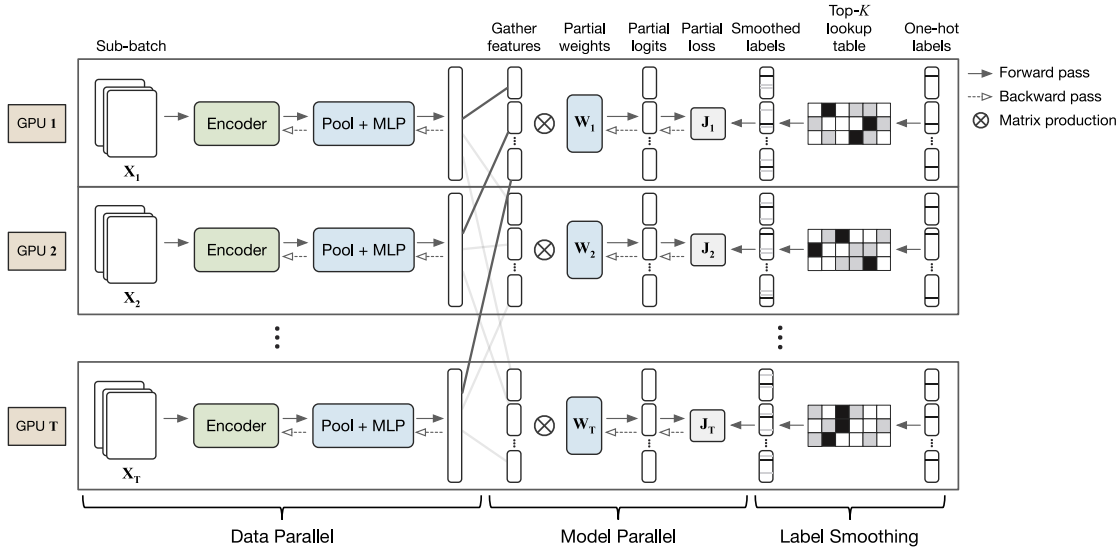 Sub-batch
Gather features
Partial weights
Partial logits
Partial loss
Smoothed labels
Top-K lookup table
One-hot labels
Forward pass
Backward pass
Matrix production
GPU 1
X1
Encoder
Pool + MLP
W1
J1
GPU 2
X2
Encoder
Pool + MLP
W2
J2
GPU T
XT
Encoder
Pool + MLP
WT
JT
Data Parallel
Model Parallel
Label Smoothing